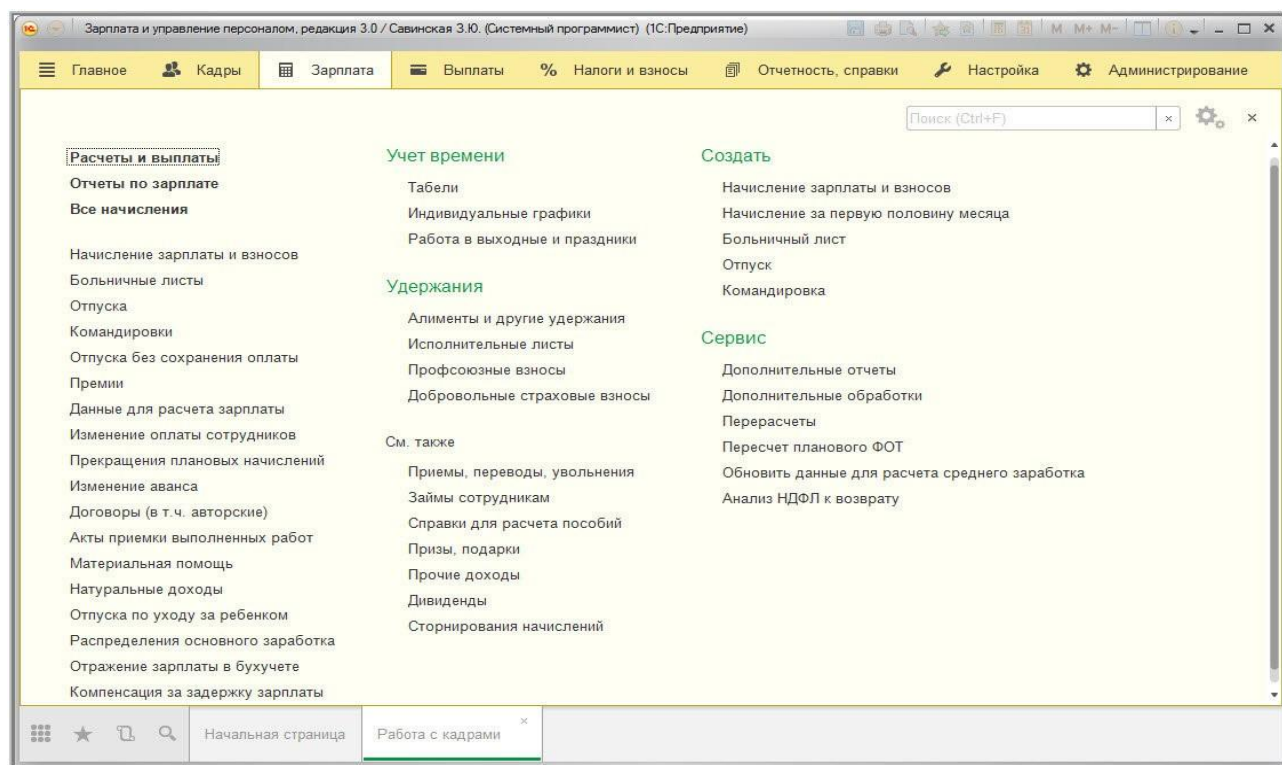 Зарплата и управление персоналом, редакция 3.0 / Савинская З.Ю. (Системный программист) (1С:Предприятие)
M M+ M-
Главное Кадры Зарплата Выплаты % Налоги и взносы Отчетность, справки Настройка Администрирование
Поиск (Ctrl+F)
Расчеты и выплаты
Отчеты по зарплате
Все начисления
Начисление зарплаты и взносов
Больничные листы
Отпуска
Командировки
Отпуска без сохранения оплаты
Премии
Данные для расчета зарплаты
Изменение оплаты сотрудников
Прекращения плановых начислений
Изменение аванса
Договоры (в т.ч. авторские)
Акты приемки выполненных работ
Материальная помощь
Натуральные доходы
Отпуска по уходу за ребенком
Распределения основного заработка
Отражение зарплаты в бухучете
Компенсация за задержку зарплаты
Учет времени
Табели
Индивидуальные графики
Работа в выходные и праздники
Удержания
Алименты и другие удержания
Исполнительные листы
Профсоюзные взносы
Добровольные страховые взносы
См. также
Приемы, переводы, увольнения
Займы сотрудникам
Справки для расчета пособий
Призы, подарки
Прочие доходы
Дивиденды
Сторнирования начислений
Создать
Начисление зарплаты и взносов
Начисление за первую половину месяца
Больничный лист
Отпуск
Командировка
Сервис
Дополнительные отчеты
Дополнительные обработки
Перерасчеты
Пересчет планового ФОТ
Обновить данные для расчета среднего заработка
Анализ НДФЛ к возврату
Начальная страница
Работа с кадрами